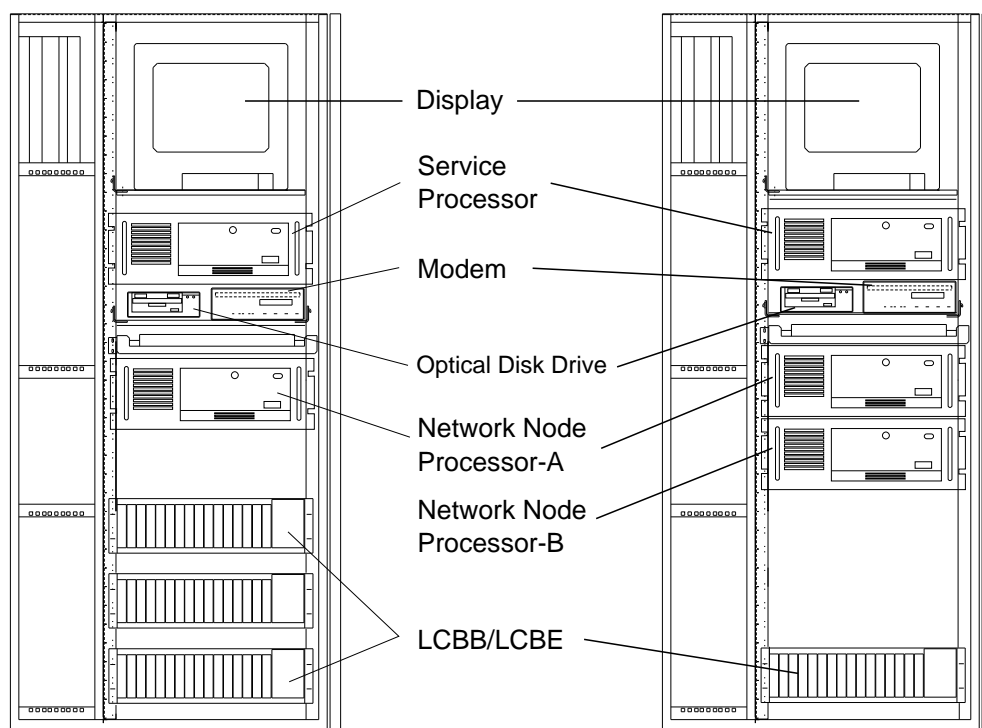 Display
Service
Processor
Modem
Optical Disk Drive
Network Node
Processor-A
Network Node
Processor-B
LCBB/LCBE